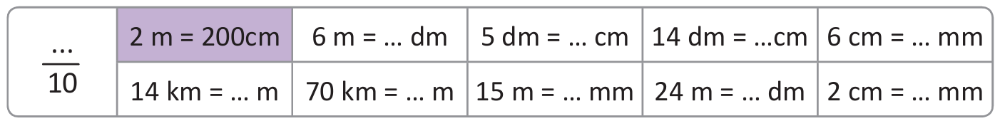 ...
10
2 m = 200cm 6 m = ... dm 5 dm = ... cm 14 dm = ...cm 6 cm = ... mm
14 km = ... m 70 km = ... m 15 m = ... mm 24 m = ... dm 2 cm = ... mm